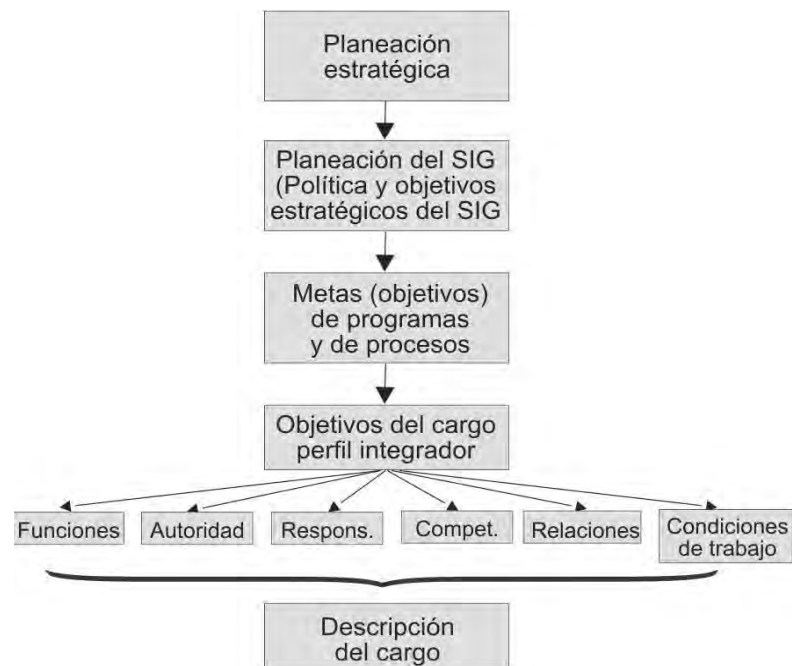 Planeación
estratégica
Planeación del SIG
(Política y objetivos
estratégicos del SIG
Metas (objetivos)
de programas
y de procesos
Objetivos del cargo
perfil integrador
Funciones
Autoridad
Respons.
Compet.
Relaciones
Condiciones
de trabajo
Descripción
del cargo